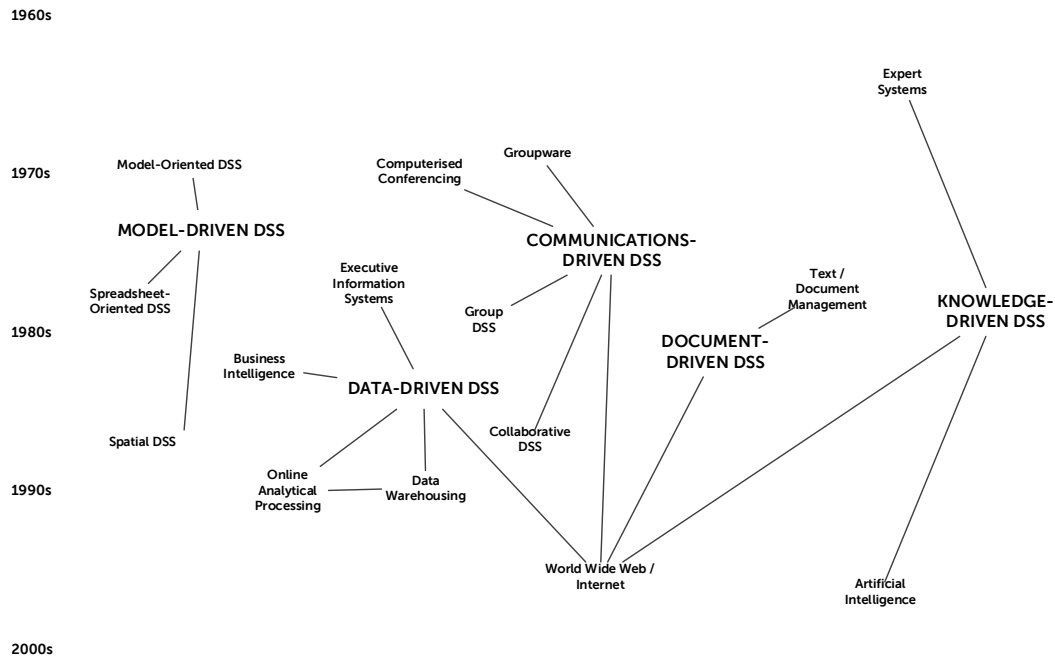 1960s
Expert
Systems
1970s
Model-Oriented DSS
Computerised
Conferencing
Groupware
MODEL-DRIVEN DSS
COMMUNICATIONS-
DRIVEN DSS
Spreadsheet-
Oriented DSS
Executive
Information
Systems
Group
DSS
Text /
Document
Management
KNOWLEDGE-
DRIVEN DSS
1980s
DOCUMENT-
DRIVEN DSS
Business
Intelligence
DATA-DRIVEN DSS
Spatial DSS
Collaborative
DSS
1990s
Online
Analytical
Processing
Data
Warehousing
World Wide Web /
Internet
Artificial
Intelligence
2000s